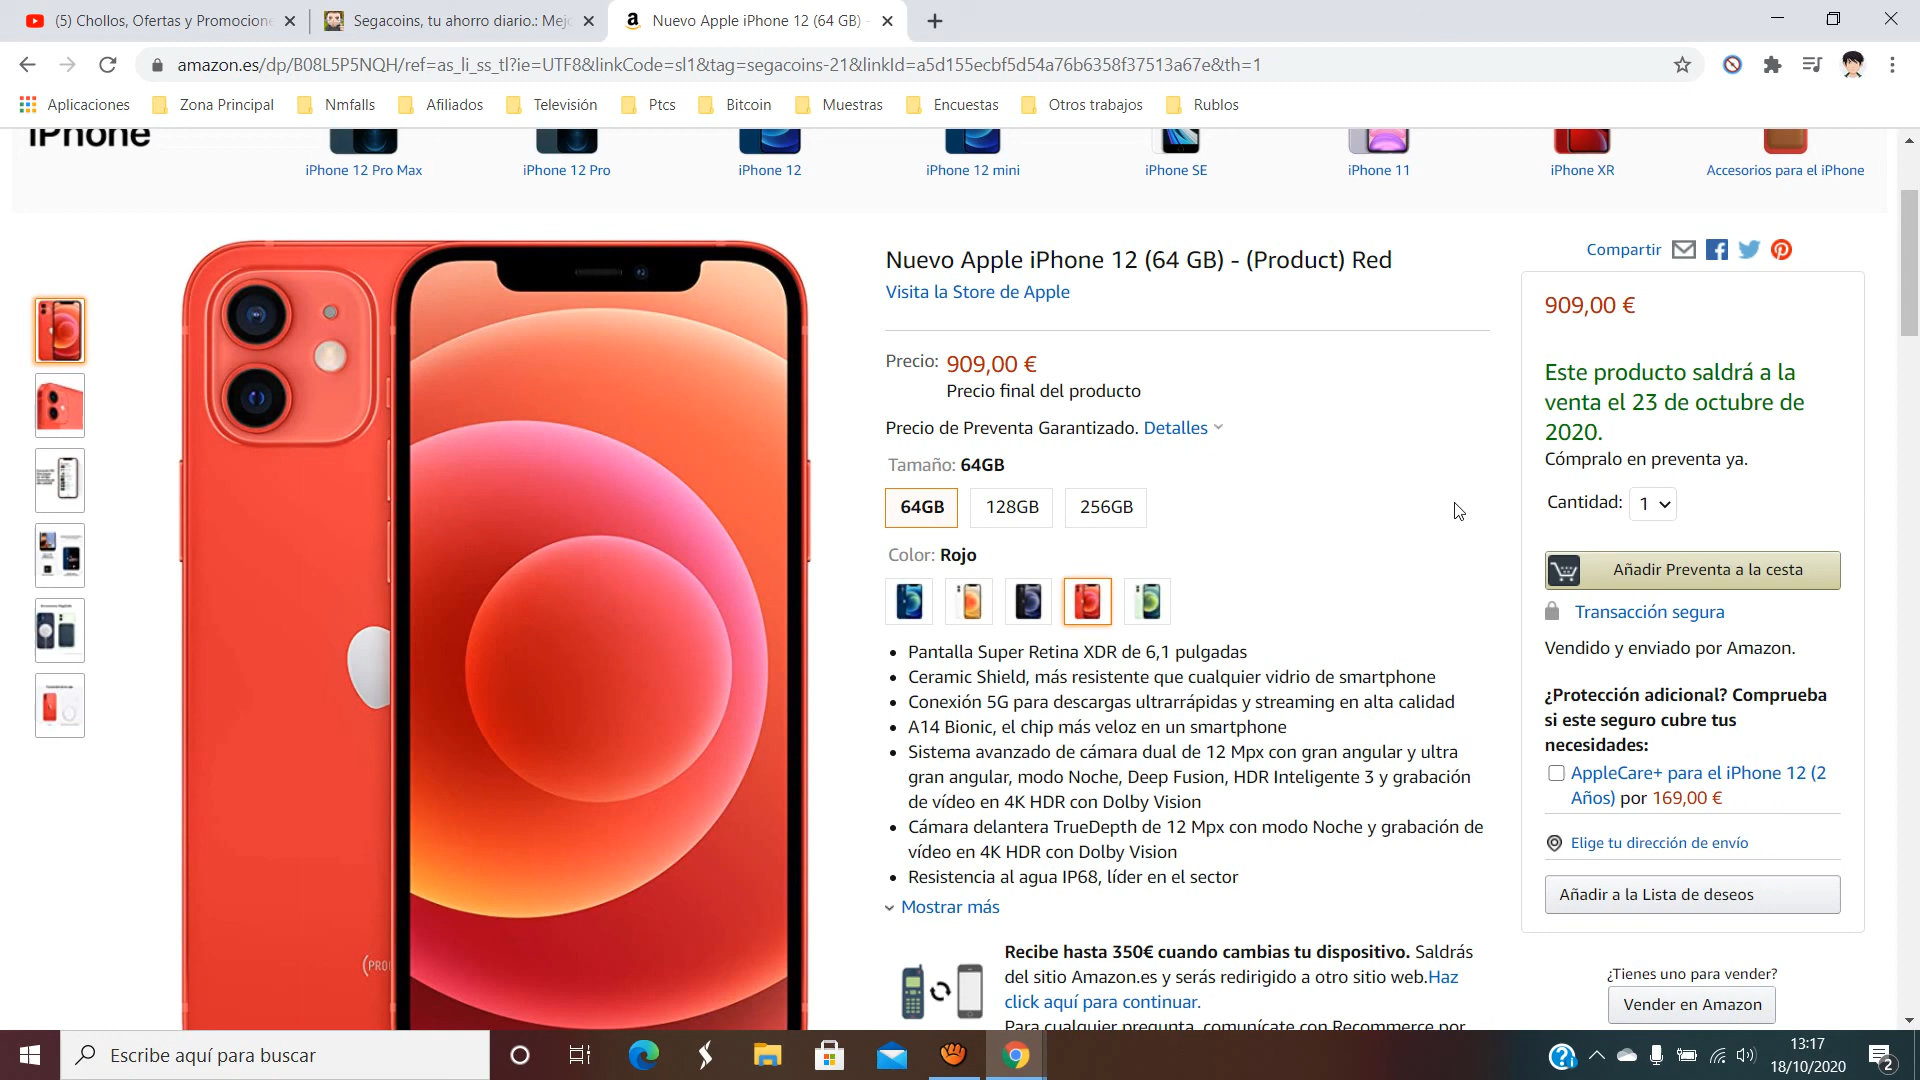 (5) Chollos, Ofertas y Promocione
Segacoins, tu ahorro diario.: Mejo
Nuevo Apple iPhone 12 (64 GB) -
amazon.es/dp/B08L5P5NQH/ref=as_li_ss_tl?ie=UTF8&linkCode=sl1&tag=segacoins-21&linkId=a5d155ecbf5d54a76b6358f37513a67e&th=1
Aplicaciones Zona Principal Nmfalls Afiliados Televisión Ptcs Bitcoin Muestras Encuestas Otros trabajos Rublos
iPhone
iPhone 12 Pro Max iPhone 12 Pro iPhone 12 iPhone 12 mini iPhone SE iPhone 11 iPhone XR Accesorios para el iPhone
Nuevo Apple iPhone 12 (64 GB) - (Product) Red
Visita la Store de Apple
Precio: 909,00 €
Precio final del producto
Precio de Preventa Garantizado. Detalles
Tamaño: 64GB
64GB 128GB 256GB
Color: Rojo
• Pantalla Super Retina XDR de 6,1 pulgadas
• Ceramic Shield, más resistente que cualquier vidrio de smartphone
• Conexión 5G para descargas ultrarrápidas y streaming en alta calidad
• A14 Bionic, el chip más veloz en un smartphone
• Sistema avanzado de cámara dual de 12 Mpx con gran angular y ultra
gran angular, modo Noche, Deep Fusion, HDR Inteligente 3 y grabación
de vídeo en 4K HDR con Dolby Vision
• Cámara delantera TrueDepth de 12 Mpx con modo Noche y grabación de
vídeo en 4K HDR con Dolby Vision
• Resistencia al agua IP68, líder en el sector
Mostrar más
Recibe hasta 350€ cuando cambias tu dispositivo. Saldrás
del sitio Amazon.es y serás redirigido a otro sitio web.Haz
click aquí para continuar.
Para cualquier pregunta, comunícate con Recommerce por
(PRO
Compartir
909,00 €
Este producto saldrá a la
venta el 23 de octubre de
2020.
Cómpralo en preventa ya.
Cantidad: 1
Añadir Preventa a la cesta
Transacción segura
Vendido y enviado por Amazon.
¿Protección adicional? Comprueba
si este seguro cubre tus
necesidades:
AppleCare+ para el iPhone 12 (2
Años) por 169,00 €
Elige tu dirección de envío
Añadir a la Lista de deseos
¿Tienes uno para vender?
Vender en Amazon
Escribe aquí para buscar
13:17
18/10/2020
2